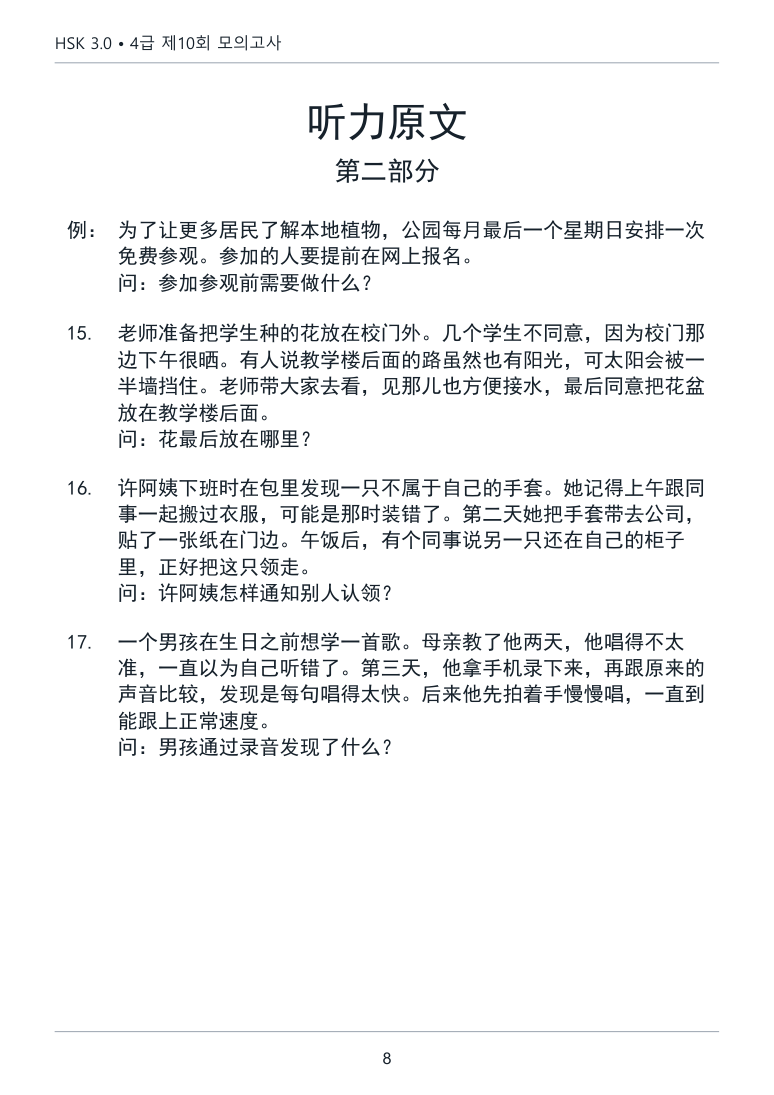 HSK 3.0 • 4급 제10회 모의고사
听力原文
第二部分
例： 为了让更多居民了解本地植物，公园每月最后一个星期日安排一次
免费参观。参加的人要提前在网上报名。
问：参加参观前需要做什么？
15. 老师准备把学生种的花放在校门外。几个学生不同意，因为校门那
边下午很晒。有人说教学楼后面的路虽然也有阳光，可太阳会被一
半墙挡住。老师带大家去看，见那儿也方便接水，最后同意把花盆
放在教学楼后面。
问：花最后放在哪里？
16. 许阿姨下班时在包里发现一只不属于自己的手套。她记得上午跟同
事一起搬过衣服，可能是那时装错了。第二天她把手套带去公司，
贴了一张纸在门边。午饭后，有个同事说另一只还在自己的柜子
里，正好把这只领走。
问：许阿姨怎样通知别人认领？
17. 一个男孩在生日之前想学一首歌。母亲教了他两天，他唱得不太
准，一直以为自己听错了。第三天，他拿手机录下来，再跟原来的
声音比较，发现是每句唱得太快。后来他先拍着手慢慢唱，一直到
能跟上正常速度。
问：男孩通过录音发现了什么？
8